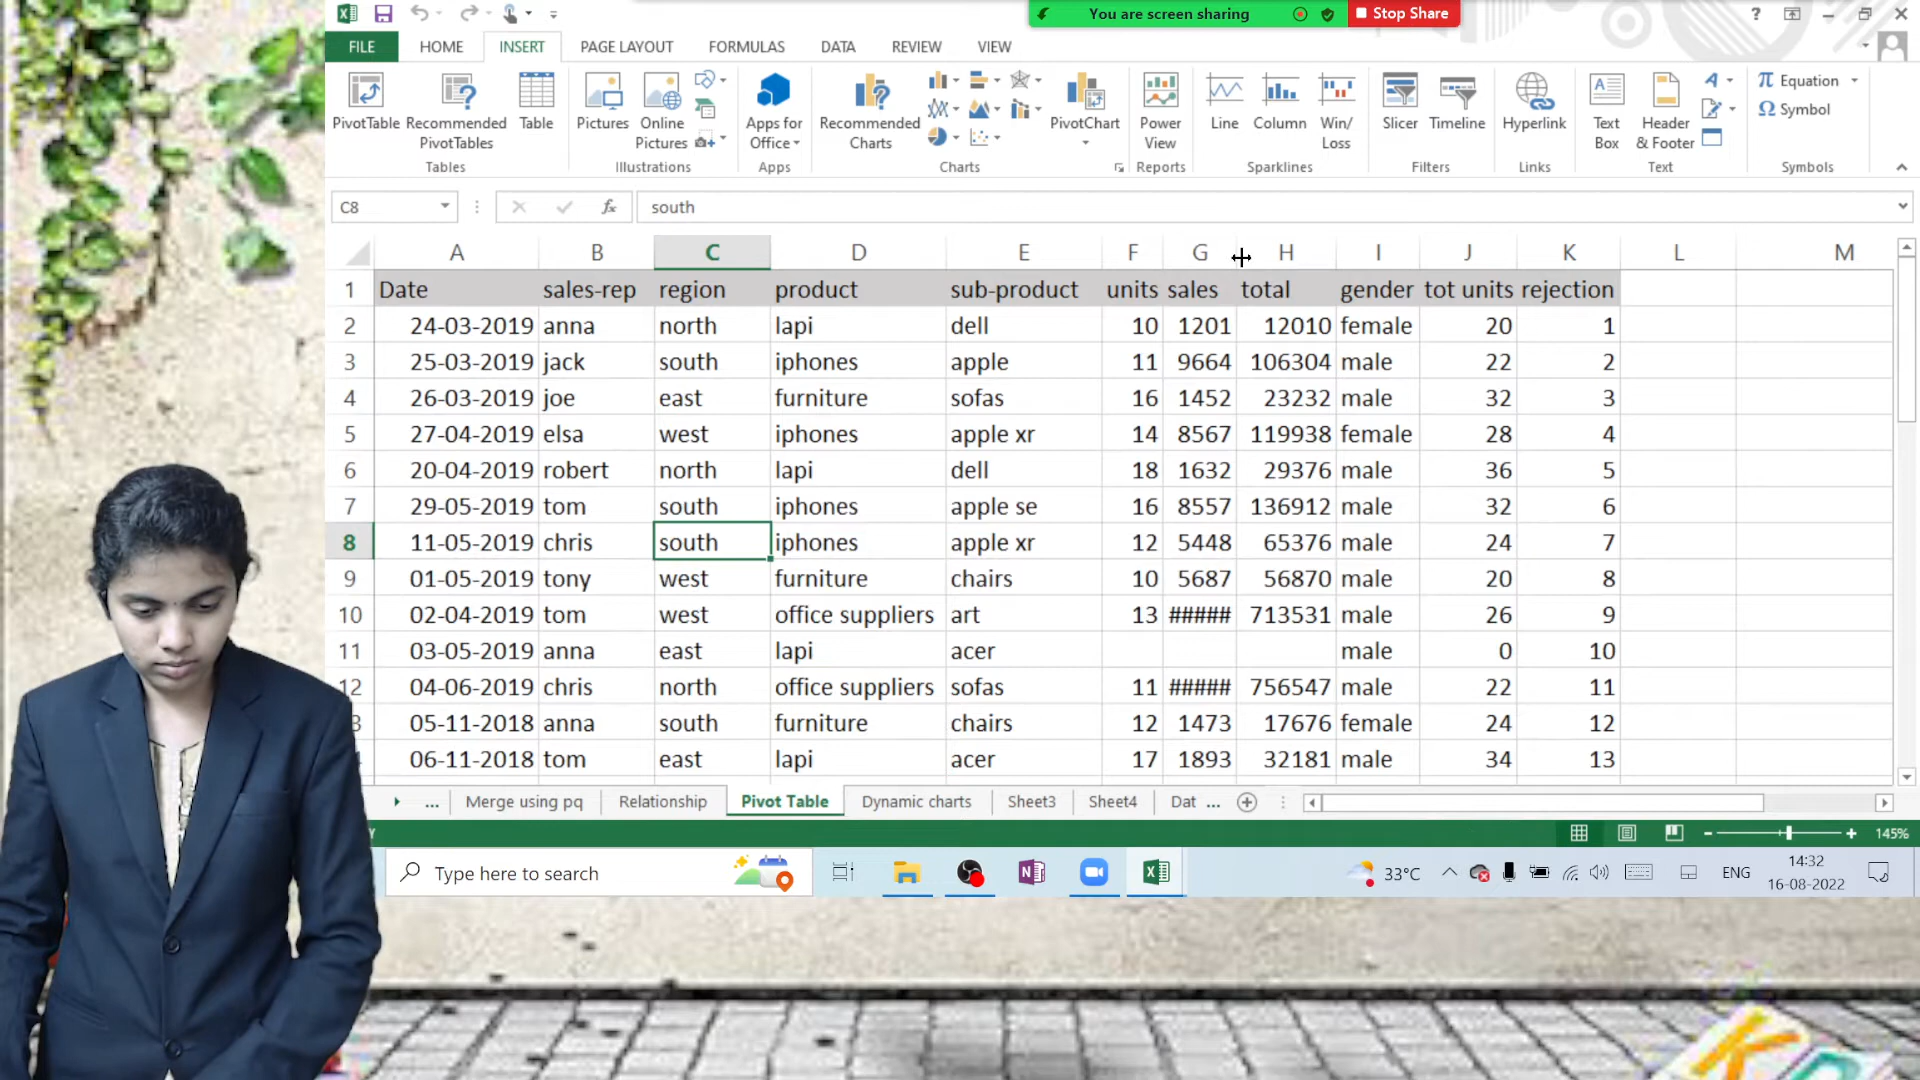 You are screen sharing Stop Share
FILE HOME INSERT PAGE LAYOUT FORMULAS DATA REVIEW VIEW
PivotTable Recommended PivotTables Table Pictures Online Pictures Apps for Office Recommended Charts PivotChart Power View Line Column Win/Loss Slicer Timeline Hyperlink Text Box Header & Footer Equation Symbol
Tables Illustrations Apps Charts Reports Sparklines Filters Links Text Symbols
C8 fx south
A B C D E F G H I J K L M
1 Date sales-rep region product sub-product units sales total gender tot units rejection
2 24-03-2019 anna north lapi dell 10 1201 12010 female 20 1
3 25-03-2019 jack south iphones apple 11 9664 106304 male 22 2
4 26-03-2019 joe east furniture sofas 16 1452 23232 male 32 3
5 27-04-2019 elsa west iphones apple xr 14 8567 119938 female 28 4
6 20-04-2019 robert north lapi dell 18 1632 29376 male 36 5
7 29-05-2019 tom south iphones apple se 16 8557 136912 male 32 6
8 11-05-2019 chris south iphones apple xr 12 5448 65376 male 24 7
9 01-05-2019 tony west furniture chairs 10 5687 56870 male 20 8
10 02-04-2019 tom west office suppliers art 13 ##### 713531 male 26 9
11 03-05-2019 anna east lapi acer male 0 10
12 04-06-2019 chris north office suppliers sofas 11 ##### 756547 male 22 11
3 05-11-2018 anna south furniture chairs 12 1473 17676 female 24 12
06-11-2018 tom east lapi acer 17 1893 32181 male 34 13
... Merge using pq Relationship Pivot Table Dynamic charts Sheet3 Sheet4 Dat ...
145%
Type here to search 33°C ENG 14:32
16-08-2022